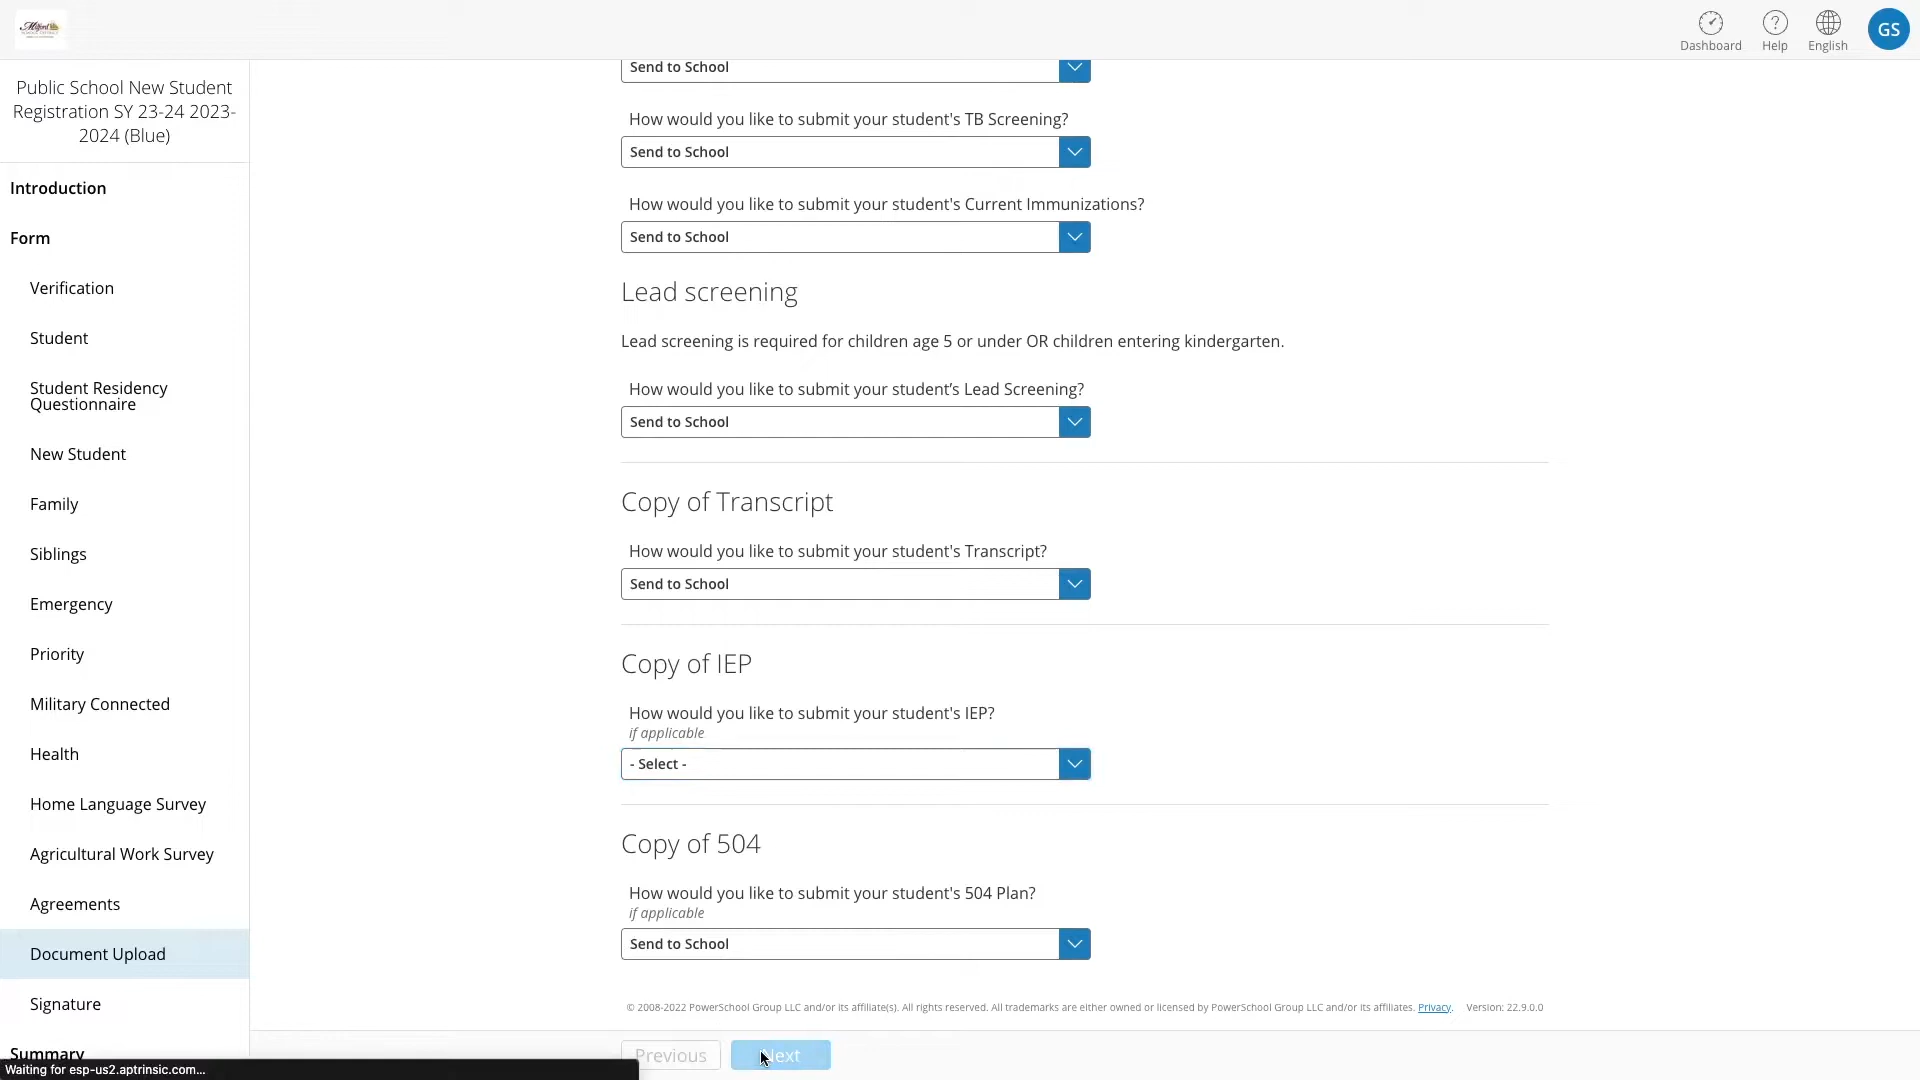 Milford
Dashboard
Help
English
GS
Public School New Student
Registration SY 23-24 2023-
2024 (Blue)
Introduction
Form
Verification
Student
Student Residency
Questionnaire
New Student
Family
Siblings
Emergency
Priority
Military Connected
Health
Home Language Survey
Agricultural Work Survey
Agreements
Document Upload
Signature
Summary
Waiting for esp-us2.aptrinsic.com...
Send to School
How would you like to submit your student's TB Screening?
Send to School
How would you like to submit your student's Current Immunizations?
Send to School
Lead screening
Lead screening is required for children age 5 or under OR children entering kindergarten.
How would you like to submit your student’s Lead Screening?
Send to School
Copy of Transcript
How would you like to submit your student's Transcript?
Send to School
Copy of IEP
How would you like to submit your student's IEP?
if applicable
- Select -
Copy of 504
How would you like to submit your student's 504 Plan?
if applicable
Send to School
© 2008-2022 PowerSchool Group LLC and/or its affiliate(s). All rights reserved. All trademarks are either owned or licensed by PowerSchool Group LLC and/or its affiliates. Privacy. Version: 22.9.0.0
Previous
Next